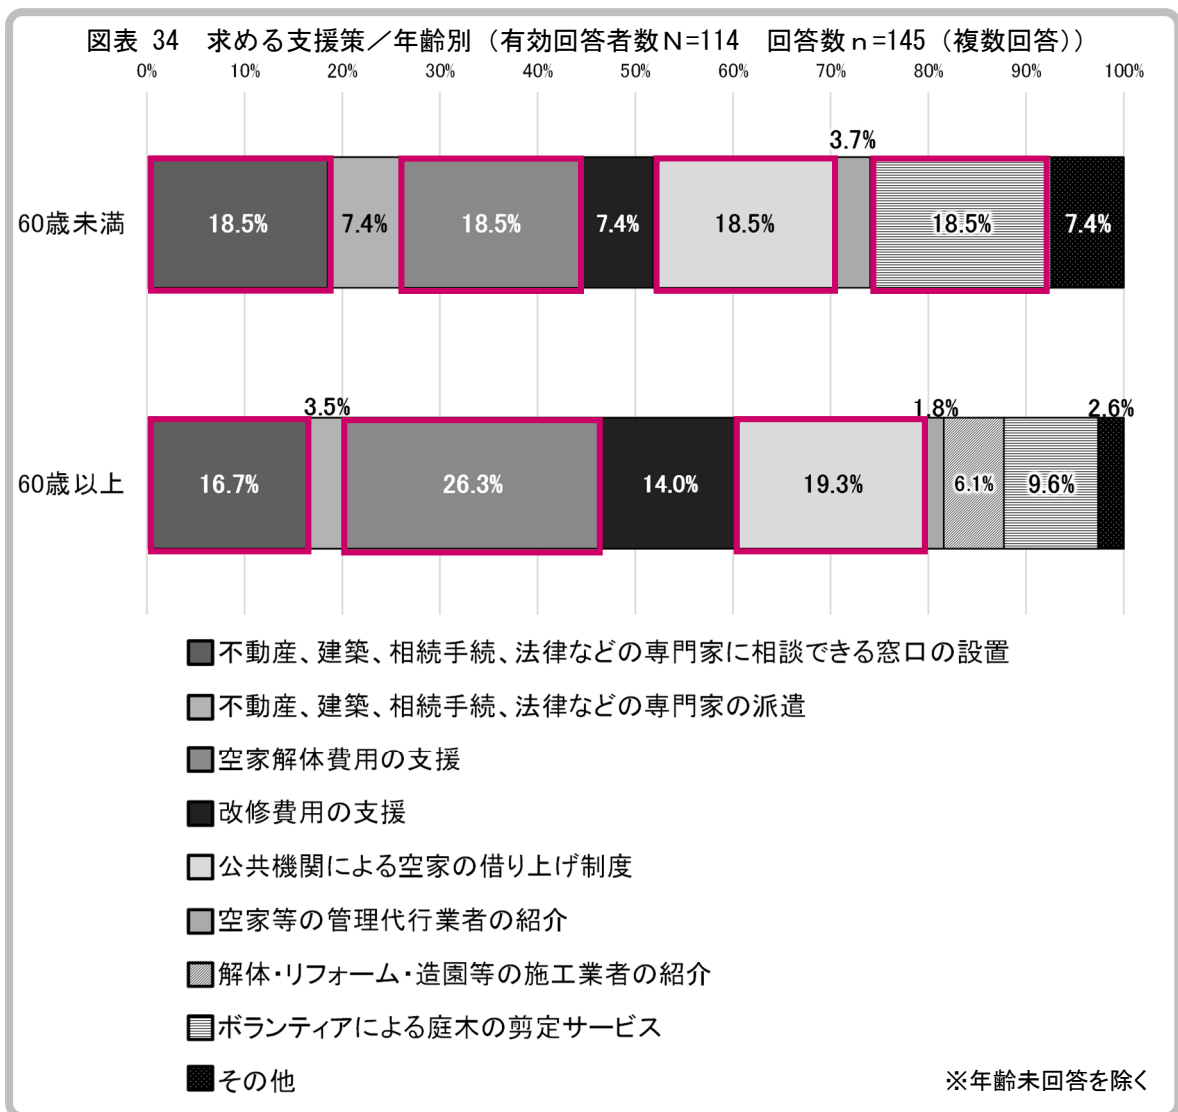 図表 34 求める支援策／年齢別（有効回答者数N=114 回答数n=145（複数回答））
0% 10% 20% 30% 40% 50% 60% 70% 80% 90% 100%
3.7%
60歳未満 18.5% 7.4% 18.5% 7.4% 18.5% 18.5% 7.4%
3.5% 1.8% 2.6%
60歳以上 16.7% 26.3% 14.0% 19.3% 6.1% 9.6%
不動産、建築、相続手続、法律などの専門家に相談できる窓口の設置
不動産、建築、相続手続、法律などの専門家の派遣
空家解体費用の支援
改修費用の支援
公共機関による空家の借り上げ制度
空家等の管理代行業者の紹介
解体・リフォーム・造園等の施工業者の紹介
ボランティアによる庭木の剪定サービス
その他 ※年齢未回答を除く